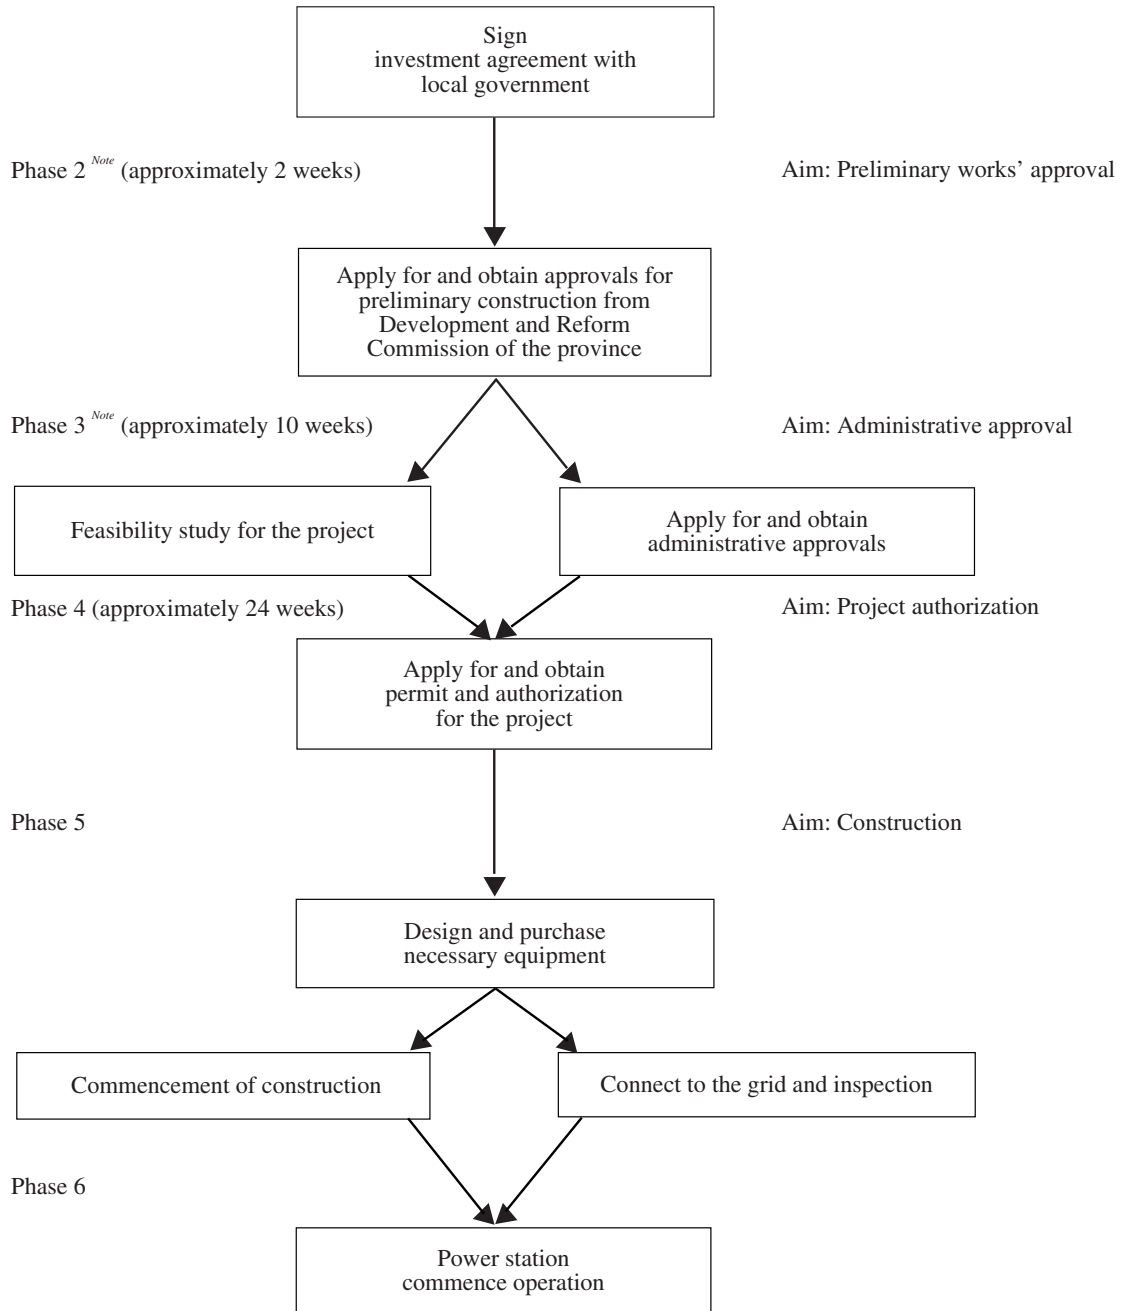 Sign
investment agreement with
local government
Phase 2 Note (approximately 2 weeks)
Aim: Preliminary works’ approval
Apply for and obtain approvals for
preliminary construction from
Development and Reform
Commission of the province
Phase 3 Note (approximately 10 weeks)
Aim: Administrative approval
Feasibility study for the project
Apply for and obtain
administrative approvals
Phase 4 (approximately 24 weeks)
Aim: Project authorization
Apply for and obtain
permit and authorization
for the project
Phase 5
Aim: Construction
Design and purchase
necessary equipment
Commencement of construction
Connect to the grid and inspection
Phase 6
Power station
commence operation